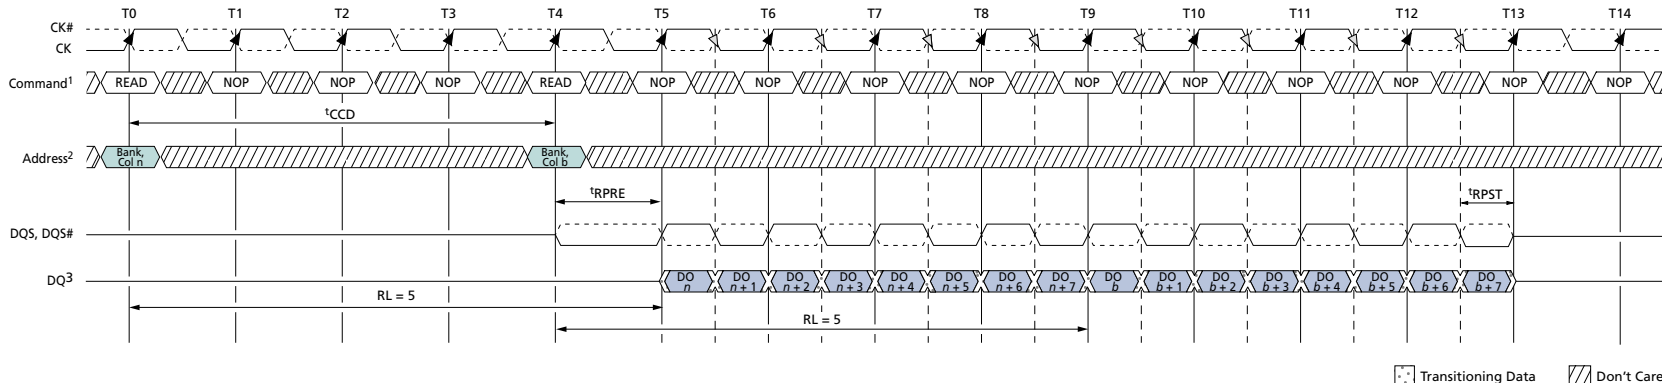 T0 T1 T2 T3 T4 T5 T6 T7 T8 T9 T10 T11 T12 T13 T14
CK#
CK
Command1 READ NOP NOP NOP READ NOP NOP NOP NOP NOP NOP NOP NOP NOP NOP
tCCD
Address2 Bank, Col n Bank, Col b
tRPRE tRPST
DQS, DQS#
DQ3 DO n DO n + 1 DO n + 2 DO n + 3 DO n + 4 DO n + 5 DO n + 6 DO n + 7 DO b DO b + 1 DO b + 2 DO b + 3 DO b + 4 DO b + 5 DO b + 6 DO b + 7
RL = 5
RL = 5
Transitioning Data Don't Care